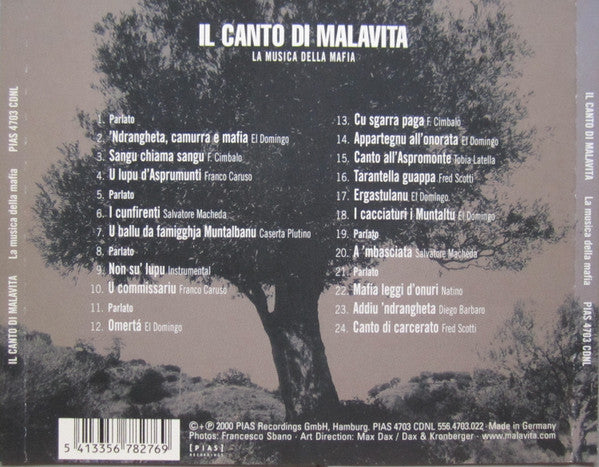 IL CANTO DI MALAVITA
LA MUSICA DELLA MAFIA
1. Parlato
2. 'Ndrangheta, camurra e mafia El Domingo
3. Sangu chiama sangu F. Cimbalo
4. U lupu d'Asprumunti Franco Caruso
5. Parlato
6. I cunfirenti Salvatore Macheda
7. U ballu da famigghja Muntalbanu Caserta Plutino
8. Parlato
9. Non su' lupu Instrumental
10. U commissariu Franco Caruso
11. Parlato
12. Omertá El Domingo
13. Cu sgarra paga F. Cimbalo
14. Appartegnu all'onorata El Domingo
15. Canto all'Aspromonte Tobia Latella
16. Tarantella guappa Fred Scotti
17. Ergastulanu El Domingo
18. I cacciaturi i Muntaltu El Domingo
19. Parlato
20. A 'mbasciata Salvatore Macheda
21. Parlato
22. Mafia leggi d'onuri Natino
23. Addiu 'ndrangheta Diego Barbaro
24. Canto di carcerato Fred Scotti
5 413356 782769
[PIAS]
RECORDINGS
©+℗ 2000 PIAS Recordings GmbH, Hamburg. PIAS 4703 CDNL 556.4703.022 · Made in Germany
Photos: Francesco Sbano · Art Direction: Max Dax / Dax & Kronberger · www.malavita.com
IL CANTO DI MALAVITA La musica della mafia PIAS 4703 CDNL
IL CANTO DI MALAVITA La musica della mafia PIAS 4703 CDNL